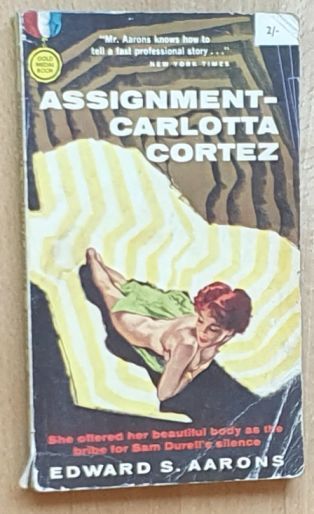 GOLD
MEDAL
BOOK
2/-
"Mr. Aarons knows how to
tell a fast professional story..."
NEW YORK TIMES
ASSIGNMENT-
CARLOTTA
CORTEZ
She offered her beautiful body as the
bribe for Sam Durell's silence
EDWARD S. AARONS